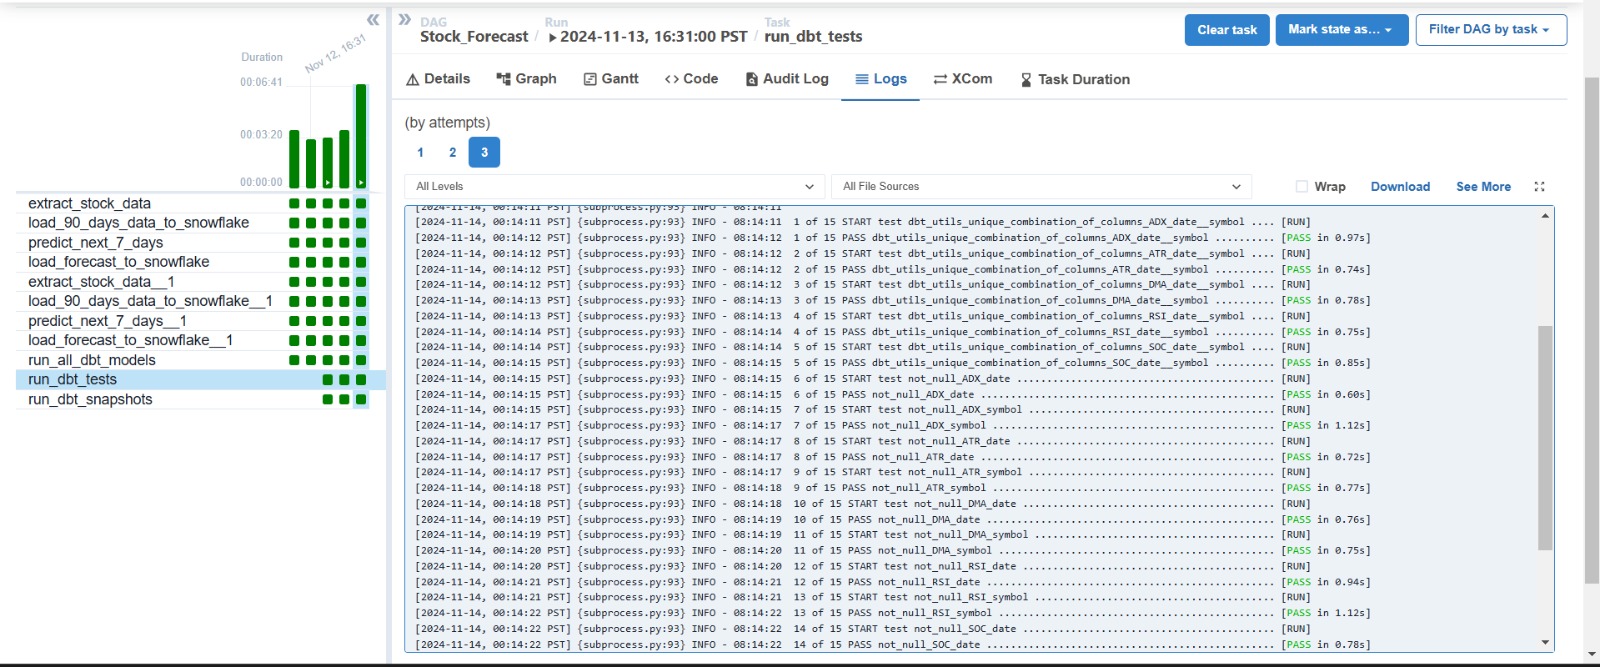 «
Duration
Nov 12, 16:31
00:06:41
00:03:20
00:00:00
extract_stock_data
load_90_days_data_to_snowflake
predict_next_7_days
load_forecast_to_snowflake
extract_stock_data__1
load_90_days_data_to_snowflake__1
predict_next_7_days__1
load_forecast_to_snowflake__1
run_all_dbt_models
run_dbt_tests
run_dbt_snapshots
» DAG Run Task
Stock_Forecast / 2024-11-13, 16:31:00 PST / run_dbt_tests
Clear task Mark state as... Filter DAG by task
Details Graph Gantt <> Code Audit Log Logs XCom Task Duration
(by attempts)
1 2 3
All Levels All File Sources Wrap Download See More
[2024-11-14, 00:14:11 PST] {subprocess.py:93} INFO - 08:14:11
[2024-11-14, 00:14:11 PST] {subprocess.py:93} INFO - 08:14:11  1 of 15 START test dbt_utils_unique_combination_of_columns_ADX_date__symbol .... [RUN]
[2024-11-14, 00:14:12 PST] {subprocess.py:93} INFO - 08:14:12  1 of 15 PASS dbt_utils_unique_combination_of_columns_ADX_date__symbol .......... [PASS in 0.97s]
[2024-11-14, 00:14:12 PST] {subprocess.py:93} INFO - 08:14:12  2 of 15 START test dbt_utils_unique_combination_of_columns_ATR_date__symbol .... [RUN]
[2024-11-14, 00:14:12 PST] {subprocess.py:93} INFO - 08:14:12  2 of 15 PASS dbt_utils_unique_combination_of_columns_ATR_date__symbol .......... [PASS in 0.74s]
[2024-11-14, 00:14:12 PST] {subprocess.py:93} INFO - 08:14:12  3 of 15 START test dbt_utils_unique_combination_of_columns_DMA_date__symbol .... [RUN]
[2024-11-14, 00:14:13 PST] {subprocess.py:93} INFO - 08:14:13  3 of 15 PASS dbt_utils_unique_combination_of_columns_DMA_date__symbol .......... [PASS in 0.78s]
[2024-11-14, 00:14:13 PST] {subprocess.py:93} INFO - 08:14:13  4 of 15 START test dbt_utils_unique_combination_of_columns_RSI_date__symbol .... [RUN]
[2024-11-14, 00:14:14 PST] {subprocess.py:93} INFO - 08:14:14  4 of 15 PASS dbt_utils_unique_combination_of_columns_RSI_date__symbol .......... [PASS in 0.75s]
[2024-11-14, 00:14:14 PST] {subprocess.py:93} INFO - 08:14:14  5 of 15 START test dbt_utils_unique_combination_of_columns_SOC_date__symbol .... [RUN]
[2024-11-14, 00:14:15 PST] {subprocess.py:93} INFO - 08:14:15  5 of 15 PASS dbt_utils_unique_combination_of_columns_SOC_date__symbol .......... [PASS in 0.85s]
[2024-11-14, 00:14:15 PST] {subprocess.py:93} INFO - 08:14:15  6 of 15 START test not_null_ADX_date ........................................... [RUN]
[2024-11-14, 00:14:15 PST] {subprocess.py:93} INFO - 08:14:15  6 of 15 PASS not_null_ADX_date ................................................. [PASS in 0.60s]
[2024-11-14, 00:14:15 PST] {subprocess.py:93} INFO - 08:14:15  7 of 15 START test not_null_ADX_symbol ......................................... [RUN]
[2024-11-14, 00:14:17 PST] {subprocess.py:93} INFO - 08:14:17  7 of 15 PASS not_null_ADX_symbol ............................................... [PASS in 1.12s]
[2024-11-14, 00:14:17 PST] {subprocess.py:93} INFO - 08:14:17  8 of 15 START test not_null_ATR_date ........................................... [RUN]
[2024-11-14, 00:14:17 PST] {subprocess.py:93} INFO - 08:14:17  8 of 15 PASS not_null_ATR_date ................................................. [PASS in 0.72s]
[2024-11-14, 00:14:17 PST] {subprocess.py:93} INFO - 08:14:17  9 of 15 START test not_null_ATR_symbol ......................................... [RUN]
[2024-11-14, 00:14:18 PST] {subprocess.py:93} INFO - 08:14:18  9 of 15 PASS not_null_ATR_symbol ............................................... [PASS in 0.77s]
[2024-11-14, 00:14:18 PST] {subprocess.py:93} INFO - 08:14:18  10 of 15 START test not_null_DMA_date .......................................... [RUN]
[2024-11-14, 00:14:19 PST] {subprocess.py:93} INFO - 08:14:19  10 of 15 PASS not_null_DMA_date ................................................ [PASS in 0.76s]
[2024-11-14, 00:14:19 PST] {subprocess.py:93} INFO - 08:14:19  11 of 15 START test not_null_DMA_symbol ........................................ [RUN]
[2024-11-14, 00:14:20 PST] {subprocess.py:93} INFO - 08:14:20  11 of 15 PASS not_null_DMA_symbol .............................................. [PASS in 0.75s]
[2024-11-14, 00:14:20 PST] {subprocess.py:93} INFO - 08:14:20  12 of 15 START test not_null_RSI_date .......................................... [RUN]
[2024-11-14, 00:14:21 PST] {subprocess.py:93} INFO - 08:14:21  12 of 15 PASS not_null_RSI_date ................................................ [PASS in 0.94s]
[2024-11-14, 00:14:21 PST] {subprocess.py:93} INFO - 08:14:21  13 of 15 START test not_null_RSI_symbol ........................................ [RUN]
[2024-11-14, 00:14:22 PST] {subprocess.py:93} INFO - 08:14:22  13 of 15 PASS not_null_RSI_symbol .............................................. [PASS in 1.12s]
[2024-11-14, 00:14:22 PST] {subprocess.py:93} INFO - 08:14:22  14 of 15 START test not_null_SOC_date .......................................... [RUN]
[2024-11-14, 00:14:22 PST] {subprocess.py:93} INFO - 08:14:22  14 of 15 PASS not_null_SOC_date ................................................ [PASS in 0.78s]